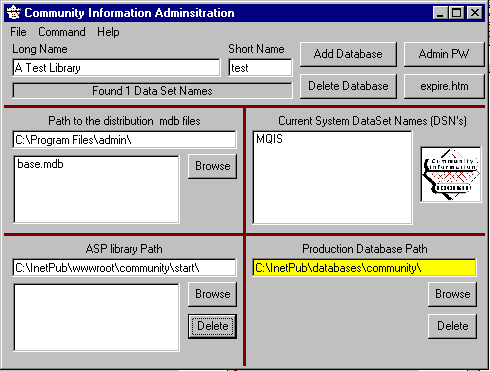 Community Information Adminsitration
File Command Help
Long Name Short Name
A Test Library test
Add Database Admin PW
Found 1 Data Set Names
Delete Database expire.htm
Path to the distribution mdb files
C:\Program Files\admin\
base.mdb
Browse
Current System DataSet Names (DSN's)
MQIS
Community
Information
ASP library Path
C:\InetPub\wwwroot\community\start\
Browse
Delete
Production Database Path
C:\InetPub\databases\community\
Browse
Delete